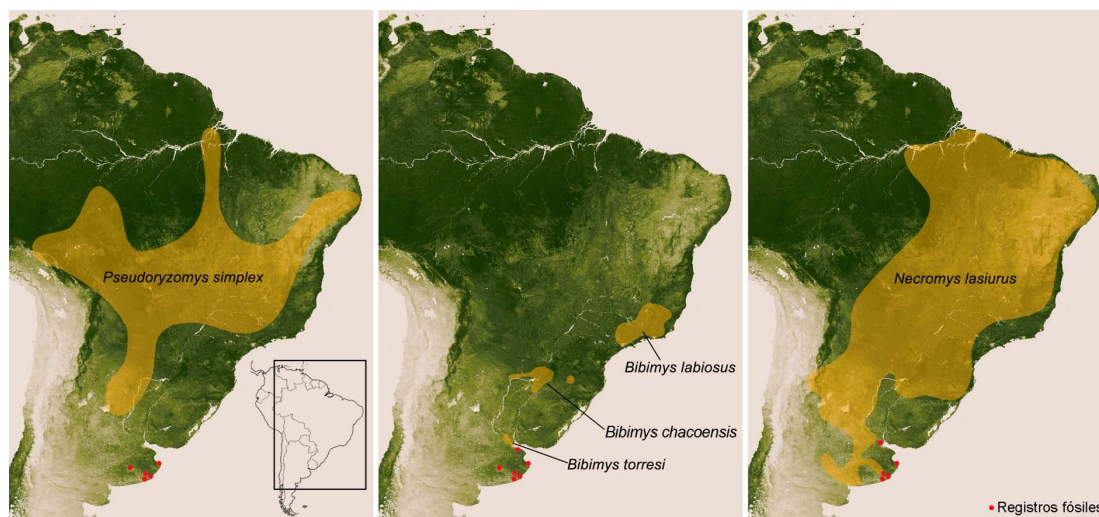 Pseudoryzomys simplex
Bibimys labiosus
Bibimys chacoensis
Bibimys torresi
Necromys lasiurus
Registros fósiles